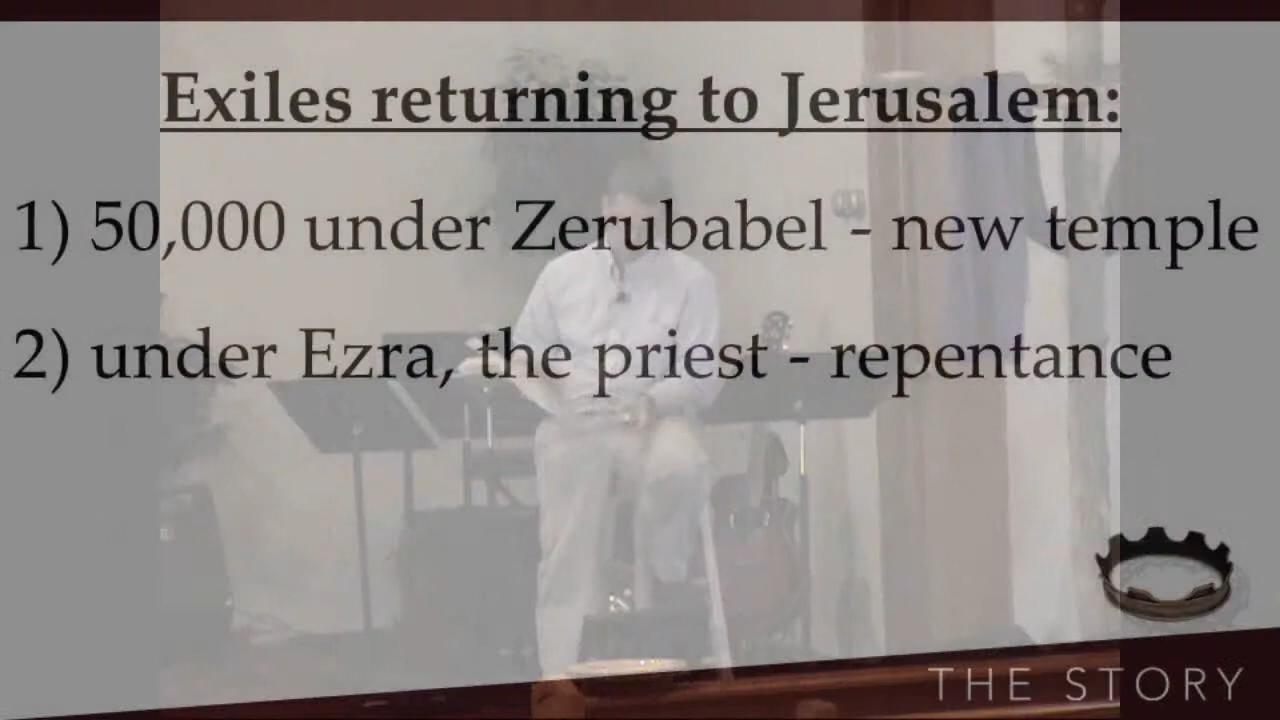 Exiles returning to Jerusalem:
1) 50,000 under Zerubabel - new temple
2) under Ezra, the priest - repentance
THE STORY